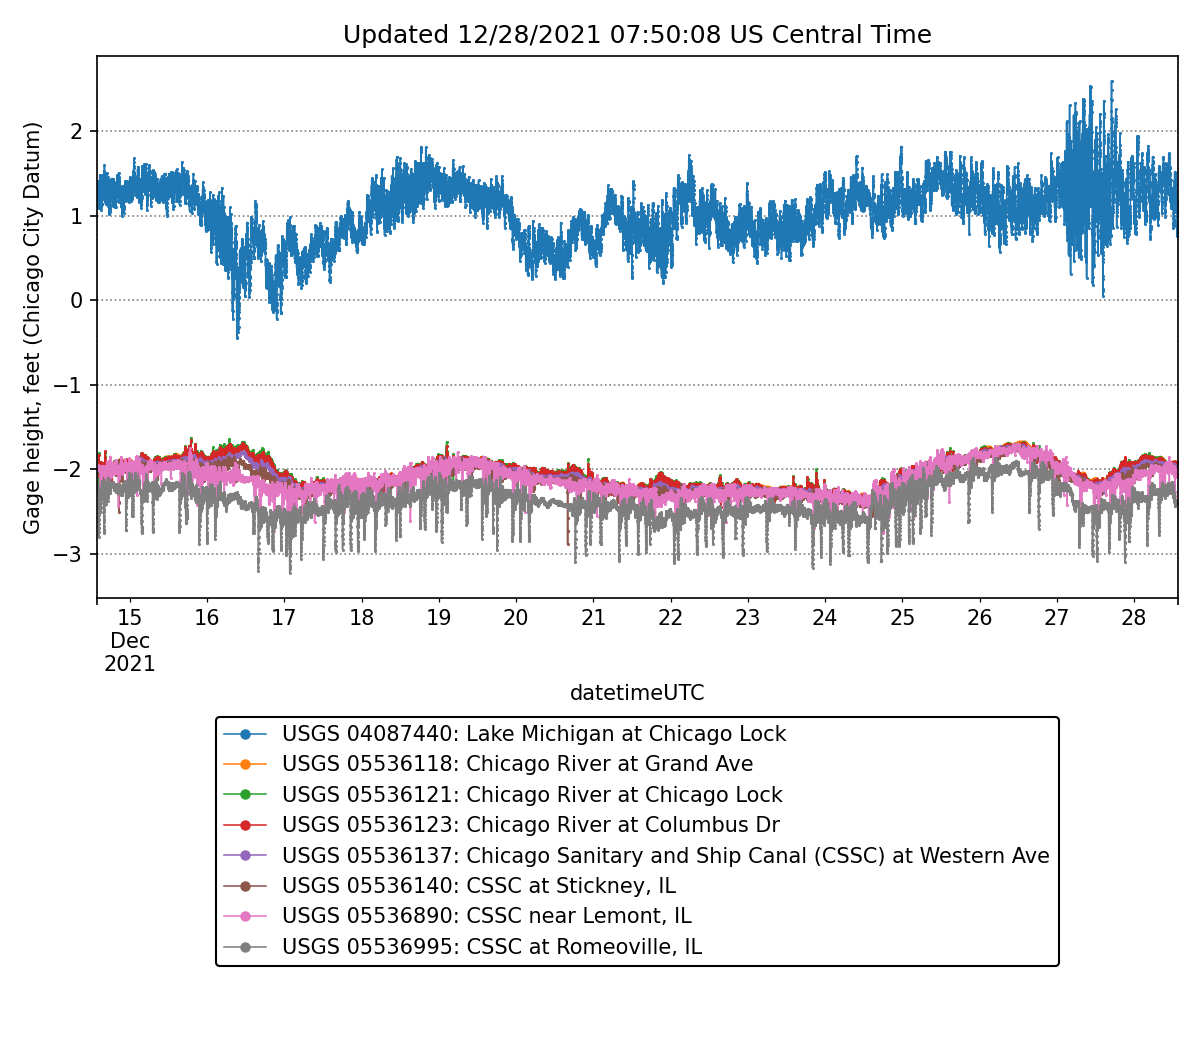 Updated 12/28/2021 07:50:08 US Central Time
Gage height, feet (Chicago City Datum)
2
1
0
−1
−2
−3
15 16 17 18 19 20 21 22 23 24 25 26 27 28
Dec
2021
datetimeUTC
USGS 04087440: Lake Michigan at Chicago Lock
USGS 05536118: Chicago River at Grand Ave
USGS 05536121: Chicago River at Chicago Lock
USGS 05536123: Chicago River at Columbus Dr
USGS 05536137: Chicago Sanitary and Ship Canal (CSSC) at Western Ave
USGS 05536140: CSSC at Stickney, IL
USGS 05536890: CSSC near Lemont, IL
USGS 05536995: CSSC at Romeoville, IL